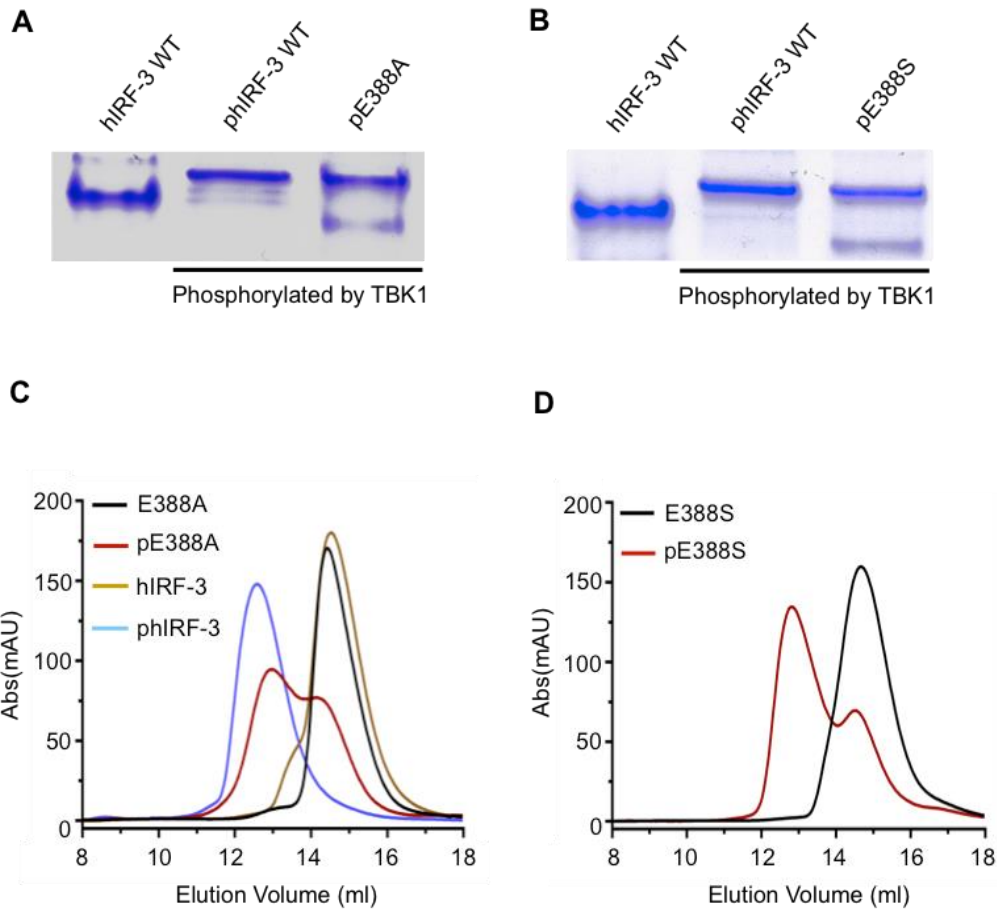 A
hIRF-3 WT
phIRF-3 WT
pE388A
Phosphorylated by TBK1
B
hIRF-3 WT
phIRF-3 WT
pE388S
Phosphorylated by TBK1
C
E388A
pE388A
hIRF-3
phIRF-3
Abs(mAU)
200
150
100
50
0
8 10 12 14 16 18
Elution Volume (ml)
D
E388S
pE388S
Abs(mAU)
200
150
100
50
0
8 10 12 14 16 18
Elution Volume (ml)